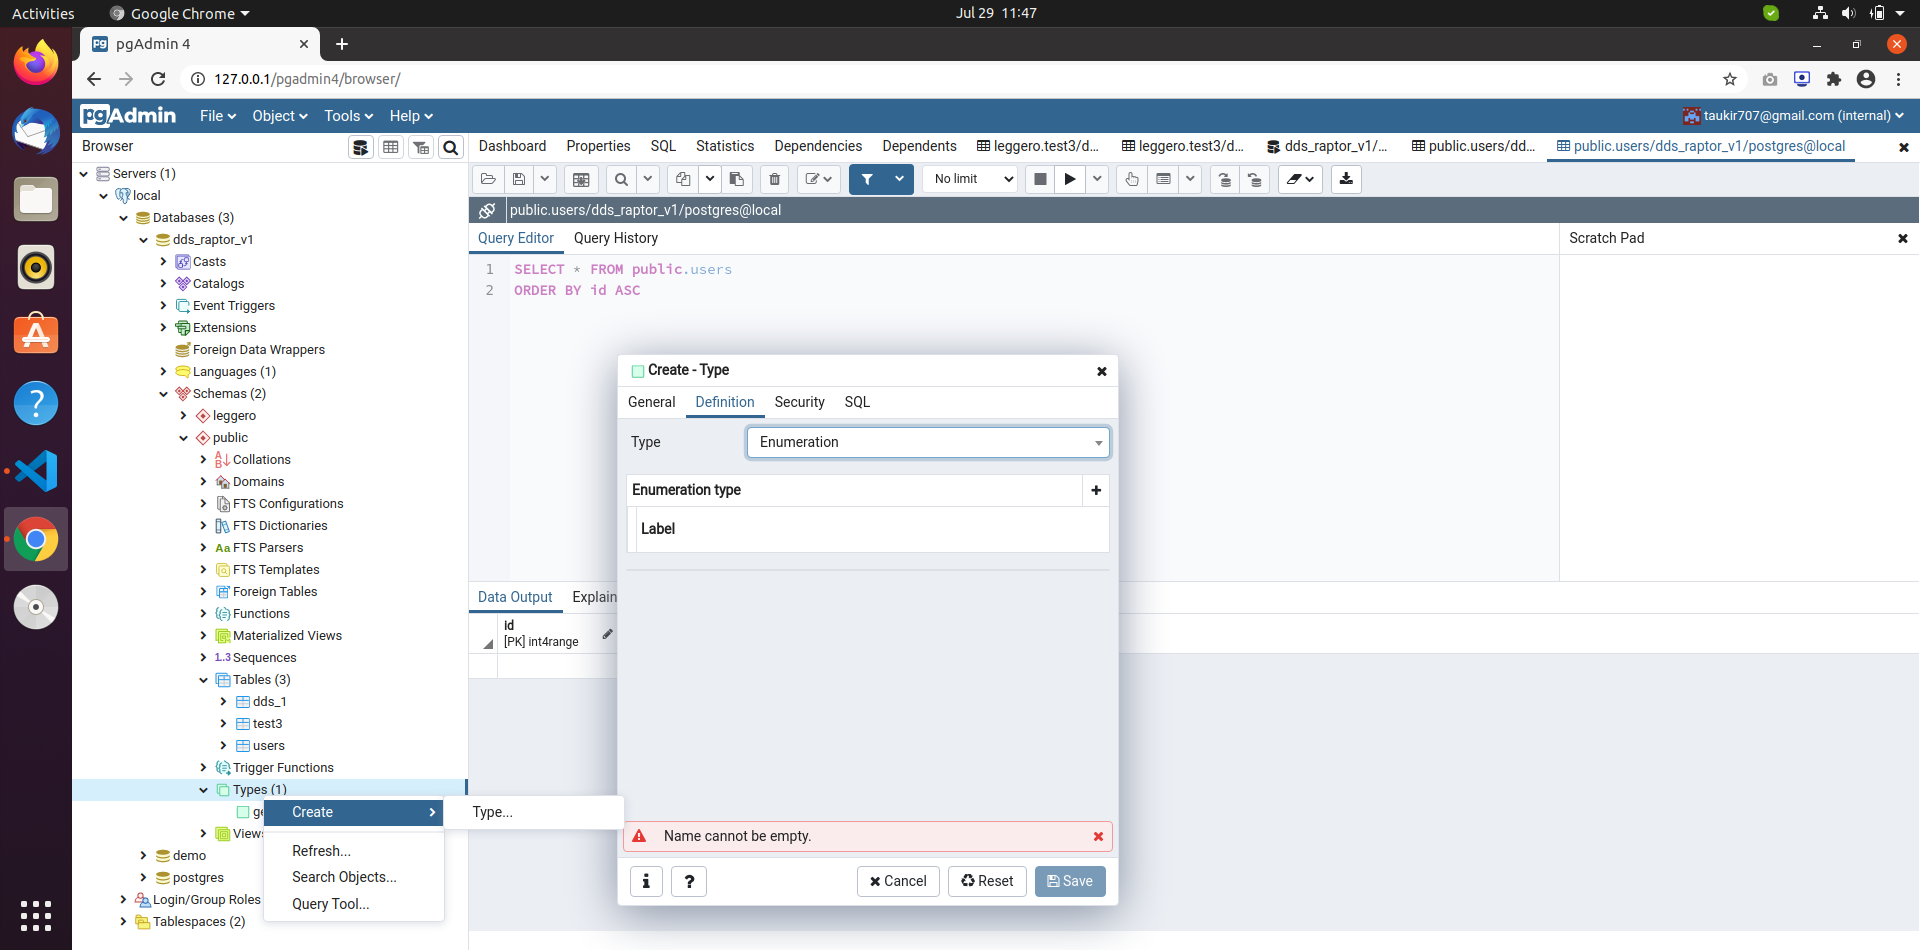 Activities
Google Chrome
Jul 29 11:47
pgAdmin 4
127.0.0.1/pgadmin4/browser/
pgAdmin
File
Object
Tools
Help
taukir707@gmail.com (internal)
Browser
Dashboard
Properties
SQL
Statistics
Dependencies
Dependents
leggero.test3/d...
leggero.test3/d...
dds_raptor_v1/...
public.users/dd...
public.users/dds_raptor_v1/postgres@local
No limit
public.users/dds_raptor_v1/postgres@local
Query Editor
Query History
Scratch Pad
1 SELECT * FROM public.users
2 ORDER BY id ASC
Servers (1)
local
Databases (3)
dds_raptor_v1
Casts
Catalogs
Event Triggers
Extensions
Foreign Data Wrappers
Languages (1)
Schemas (2)
leggero
public
Collations
Domains
FTS Configurations
FTS Dictionaries
Aa FTS Parsers
FTS Templates
Foreign Tables
Functions
Materialized Views
1..3 Sequences
Tables (3)
dds_1
test3
users
Trigger Functions
Types (1)
ge
Views
demo
postgres
Login/Group Roles
Tablespaces (2)
Create
Type...
Refresh...
Search Objects...
Query Tool...
Create - Type
General
Definition
Security
SQL
Type
Enumeration
Enumeration type
Label
Name cannot be empty.
Cancel
Reset
Save
Data Output
Explain
id
[PK] int4range